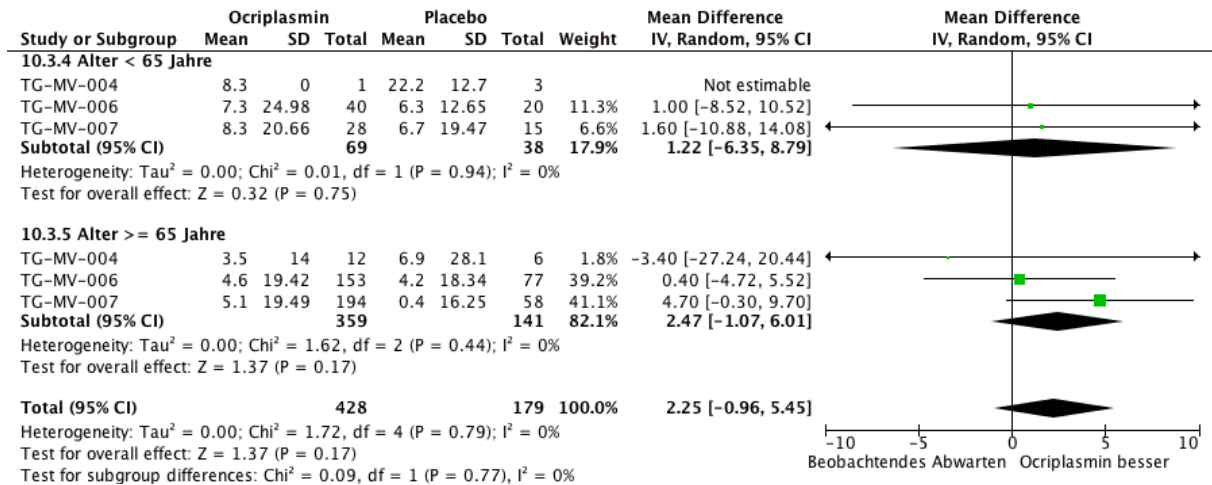 Ocriplasmin Placebo Mean Difference Mean Difference
Study or Subgroup Mean SD Total Mean SD Total Weight IV, Random, 95% CI IV, Random, 95% CI
10.3.4 Alter < 65 Jahre
TG-MV-004 8.3 0 1 22.2 12.7 3 Not estimable
TG-MV-006 7.3 24.98 40 6.3 12.65 20 11.3% 1.00 [-8.52, 10.52]
TG-MV-007 8.3 20.66 28 6.7 19.47 15 6.6% 1.60 [-10.88, 14.08]
Subtotal (95% CI) 69 38 17.9% 1.22 [-6.35, 8.79]
Heterogeneity: Tau² = 0.00; Chi² = 0.01, df = 1 (P = 0.94); I² = 0%
Test for overall effect: Z = 0.32 (P = 0.75)
10.3.5 Alter >= 65 Jahre
TG-MV-004 3.5 14 12 6.9 28.1 6 1.8% -3.40 [-27.24, 20.44]
TG-MV-006 4.6 19.42 153 4.2 18.34 77 39.2% 0.40 [-4.72, 5.52]
TG-MV-007 5.1 19.49 194 0.4 16.25 58 41.1% 4.70 [-0.30, 9.70]
Subtotal (95% CI) 359 141 82.1% 2.47 [-1.07, 6.01]
Heterogeneity: Tau² = 0.00; Chi² = 1.62, df = 2 (P = 0.44); I² = 0%
Test for overall effect: Z = 1.37 (P = 0.17)
Total (95% CI) 428 179 100.0% 2.25 [-0.96, 5.45]
Heterogeneity: Tau² = 0.00; Chi² = 1.72, df = 4 (P = 0.79); I² = 0%
Test for overall effect: Z = 1.37 (P = 0.17)
Test for subgroup differences: Chi² = 0.09, df = 1 (P = 0.77), I² = 0%
-10 -5 0 5 10
Beobachtendes Abwarten Ocriplasmin besser